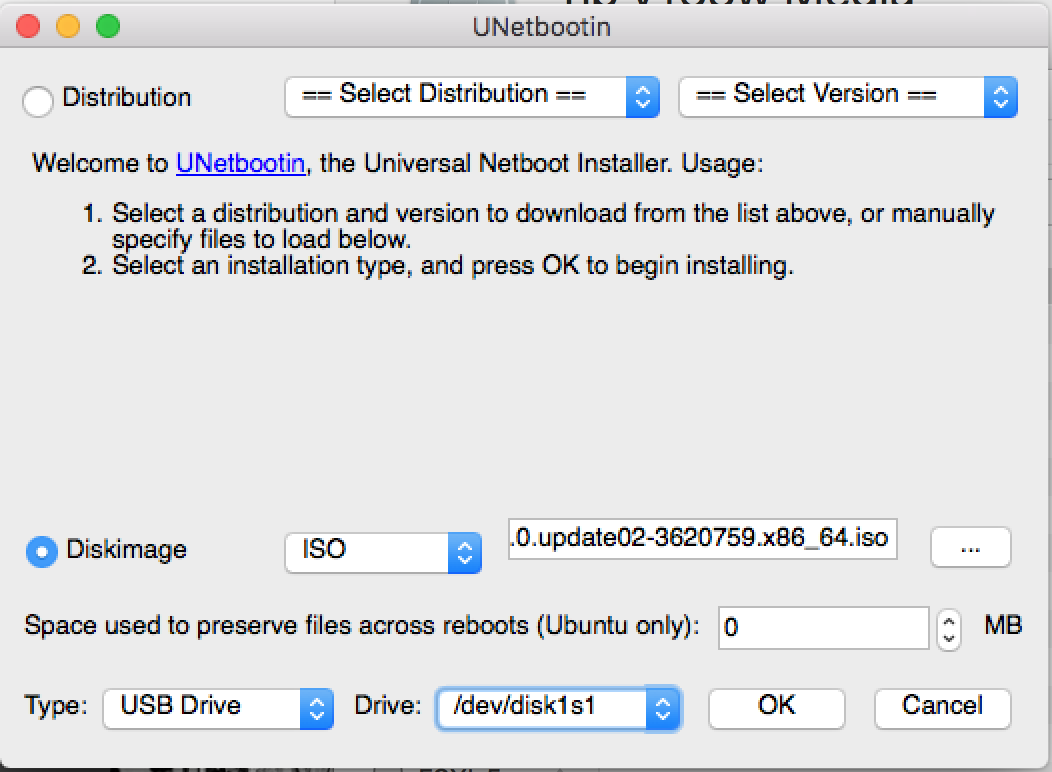 UNetbootin
Distribution == Select Distribution == == Select Version ==
Welcome to UNetbootin, the Universal Netboot Installer. Usage:
1. Select a distribution and version to download from the list above, or manually
specify files to load below.
2. Select an installation type, and press OK to begin installing.
Diskimage ISO .0.update02-3620759.x86_64.iso ...
Space used to preserve files across reboots (Ubuntu only): 0 MB
Type: USB Drive Drive: /dev/disk1s1 OK Cancel